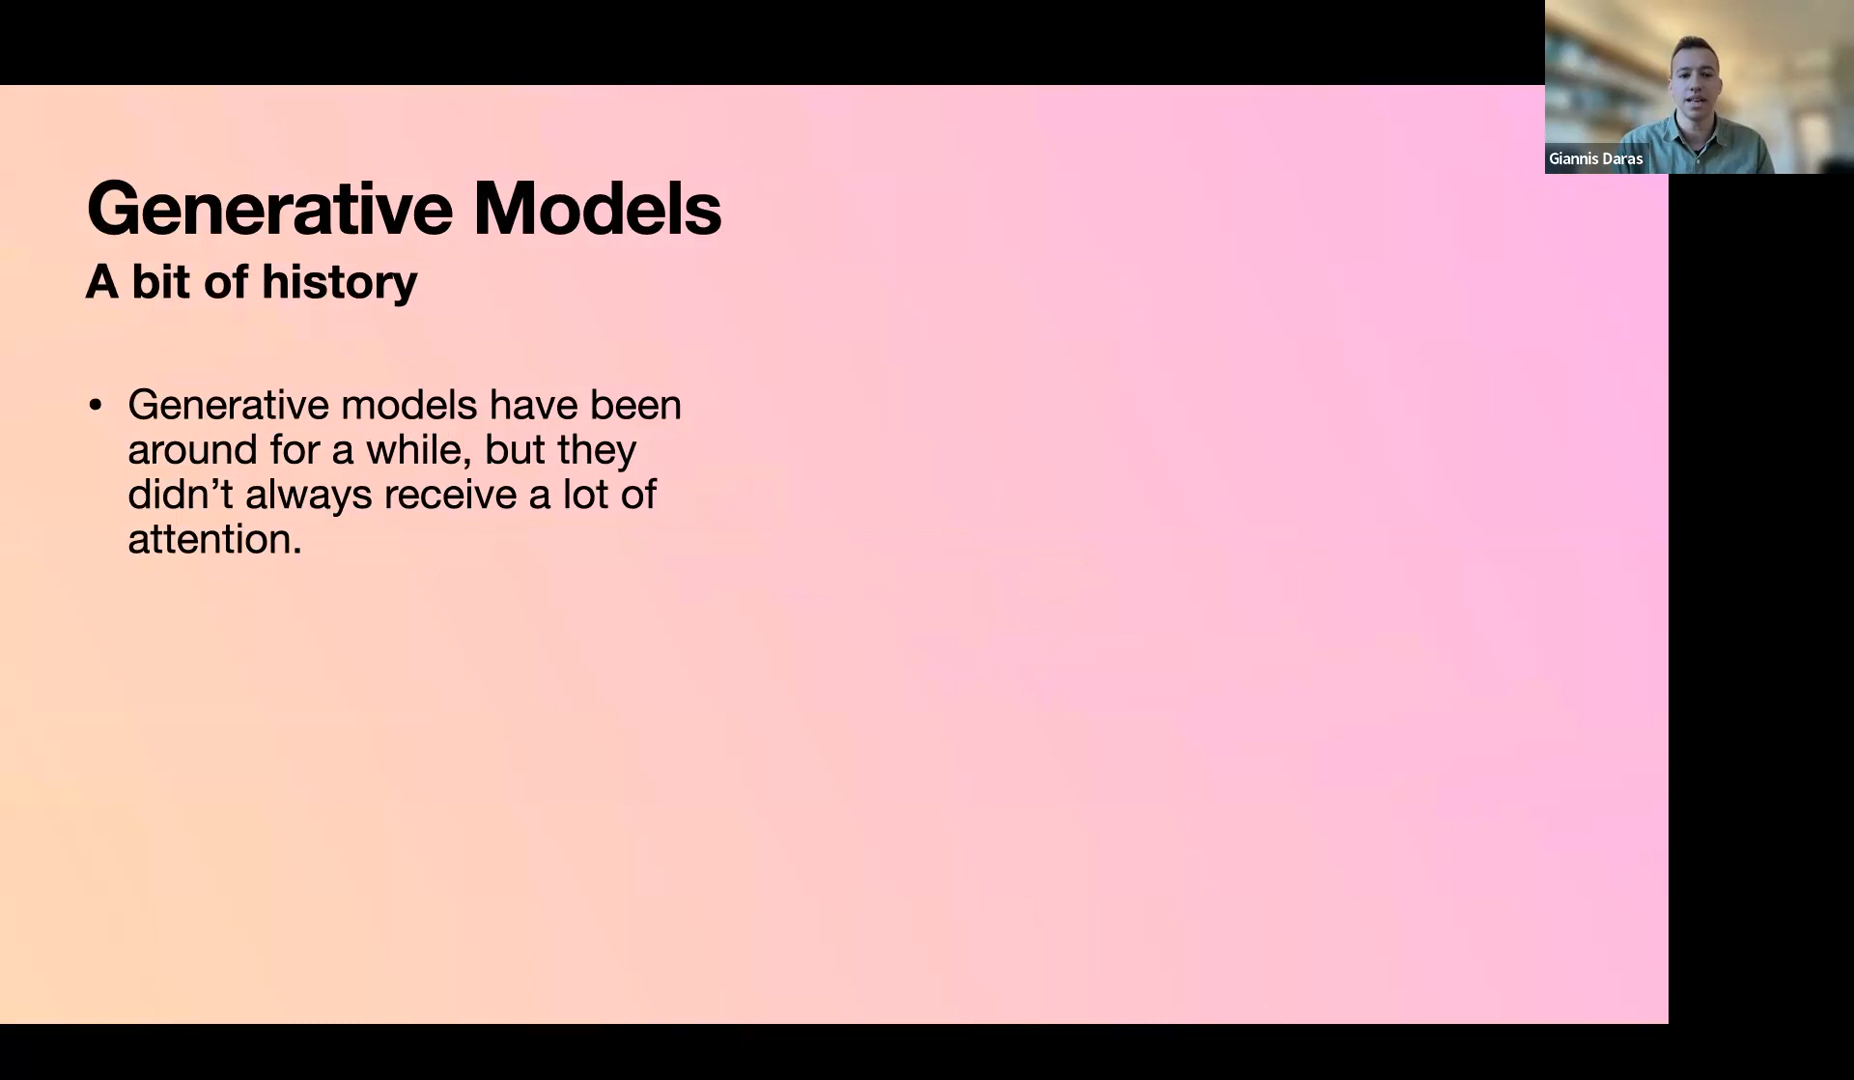 Generative Models
A bit of history
• Generative models have been
around for a while, but they
didn’t always receive a lot of
attention.
Giannis Daras